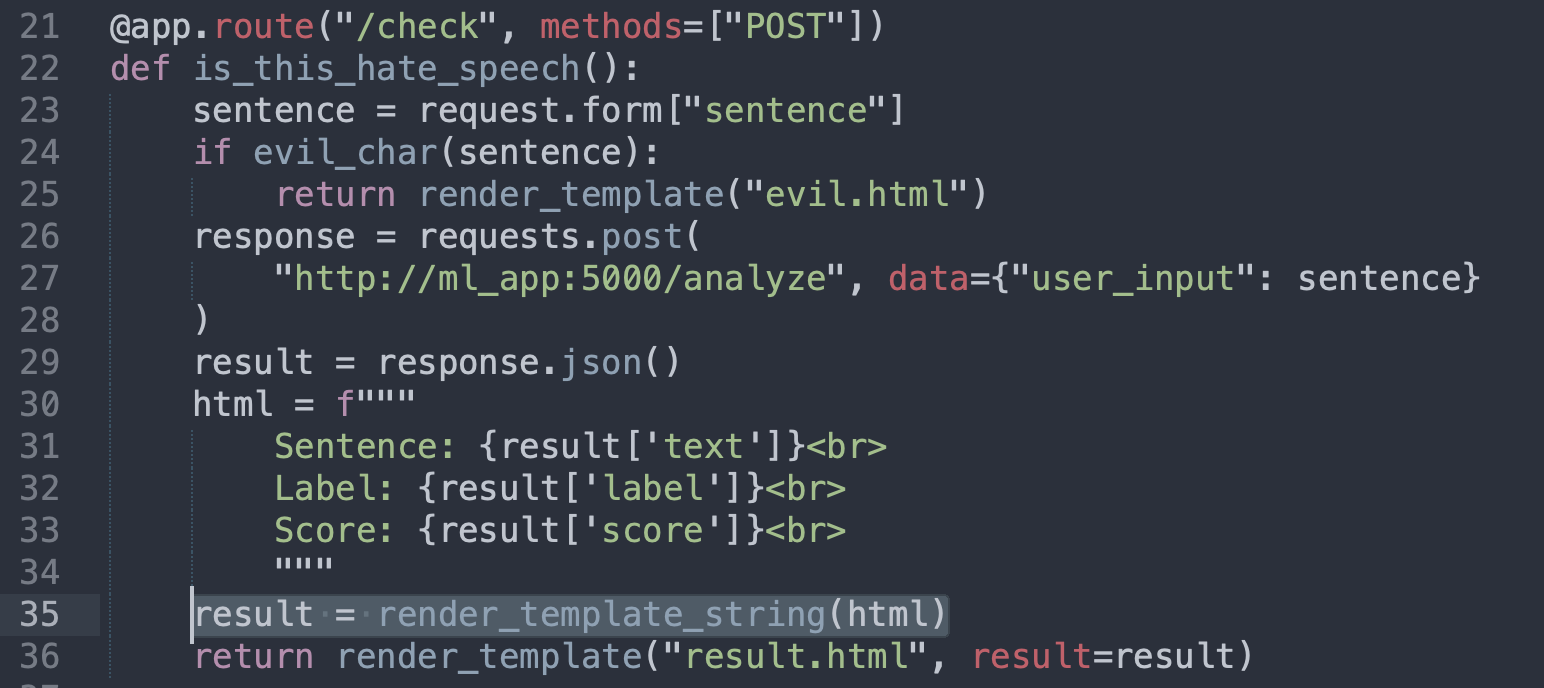 21 @app.route("/check", methods=["POST"])
22 def is_this_hate_speech():
23     sentence = request.form["sentence"]
24     if evil_char(sentence):
25         return render_template("evil.html")
26     response = requests.post(
27         "http://ml_app:5000/analyze", data={"user_input": sentence}
28     )
29     result = response.json()
30     html = f"""
31         Sentence: {result['text']}<br>
32         Label: {result['label']}<br>
33         Score: {result['score']}<br>
34         """
35     result = render_template_string(html)
36     return render_template("result.html", result=result)